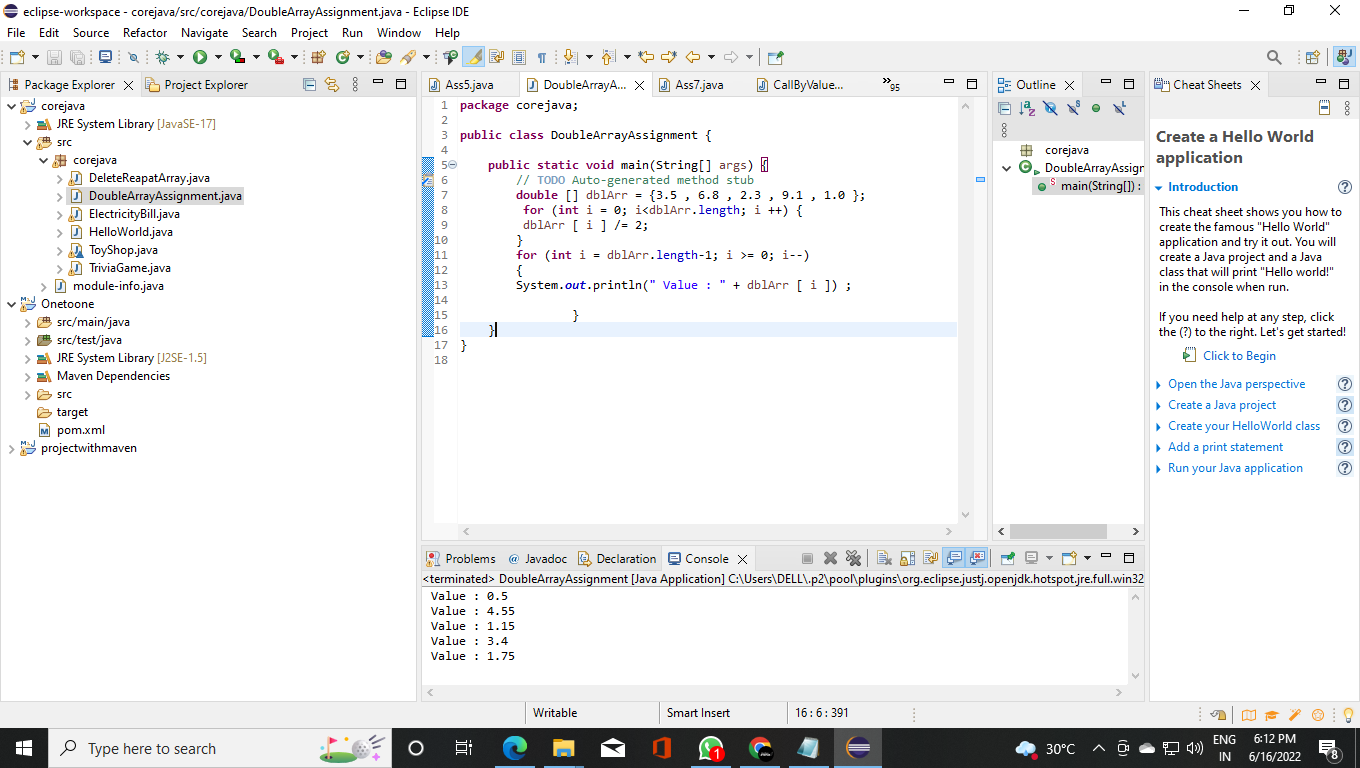 eclipse-workspace - corejava/src/corejava/DoubleArrayAssignment.java - Eclipse IDE
File Edit Source Refactor Navigate Search Project Run Window Help
Package Explorer Project Explorer
corejava
JRE System Library [JavaSE-17]
src
corejava
DeleteReapatArray.java
DoubleArrayAssignment.java
ElectricityBill.java
HelloWorld.java
ToyShop.java
TriviaGame.java
module-info.java
Onetoone
src/main/java
src/test/java
JRE System Library [J2SE-1.5]
Maven Dependencies
src
target
pom.xml
projectwithmaven
Ass5.java DoubleArrayA... Ass7.java CallByValue... »95
1 package corejava;
2
3 public class DoubleArrayAssignment {
4
5 public static void main(String[] args) {
6 // TODO Auto-generated method stub
7 double [] dblArr = {3.5 , 6.8 , 2.3 , 9.1 , 1.0 };
8 for (int i = 0; i<dblArr.length; i ++) {
9 dblArr [ i ] /= 2;
10 }
11 for (int i = dblArr.length-1; i >= 0; i--)
12 {
13 System.out.println(" Value : " + dblArr [ i ]) ;
14
15 }
16 }
17 }
18
Outline
corejava
DoubleArrayAssignr
main(String[]) :
Cheat Sheets
Create a Hello World
application
Introduction
This cheat sheet shows you how to
create the famous "Hello World"
application and try it out. You will
create a Java project and a Java
class that will print "Hello world!"
in the console when run.
If you need help at any step, click
the (?) to the right. Let's get started!
Click to Begin
Open the Java perspective
Create a Java project
Create your HelloWorld class
Add a print statement
Run your Java application
Problems @ Javadoc Declaration Console
<terminated> DoubleArrayAssignment [Java Application] C:\Users\DELL\.p2\pool\plugins\org.eclipse.justj.openjdk.hotspot.jre.full.win32
Value : 0.5
Value : 4.55
Value : 1.15
Value : 3.4
Value : 1.75
Writable Smart Insert 16 : 6 : 391
Type here to search
1
30°C
ENG
IN
6:12 PM
6/16/2022
8